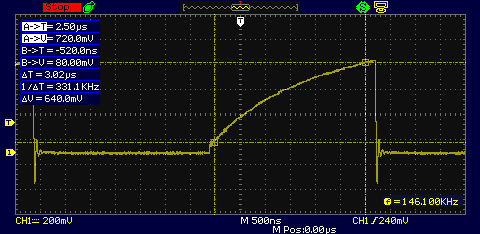 Stop
A->T= 2.50µs
A->V= 720.0mV
B->T= -520.0ns
B->V= 80.00mV
ΔT= 3.02µs
1/ΔT= 331.1KHz
ΔV= 640.0mV
T
T
1
F = 146.100KHz
CH1 200mV
M 500ns
CH1 /240mV
M Pos:0.00µs